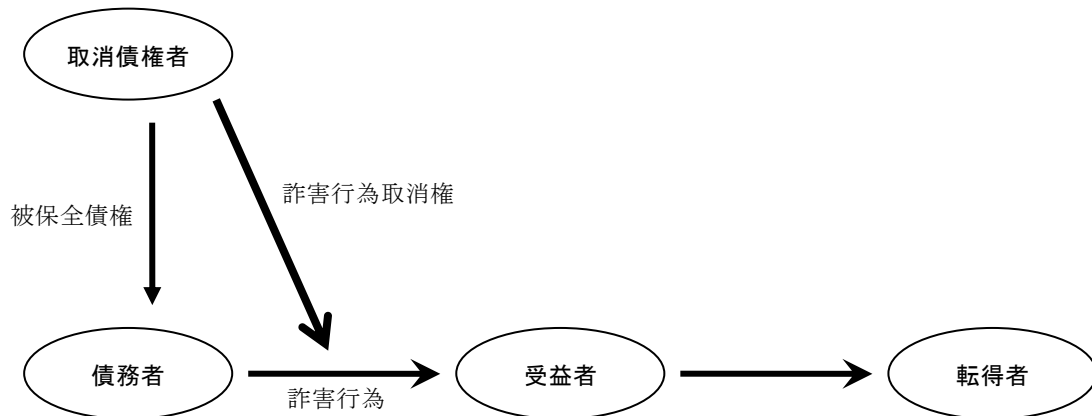 取消債権者
詐害行為取消権
被保全債権
債務者
詐害行為
受益者
転得者